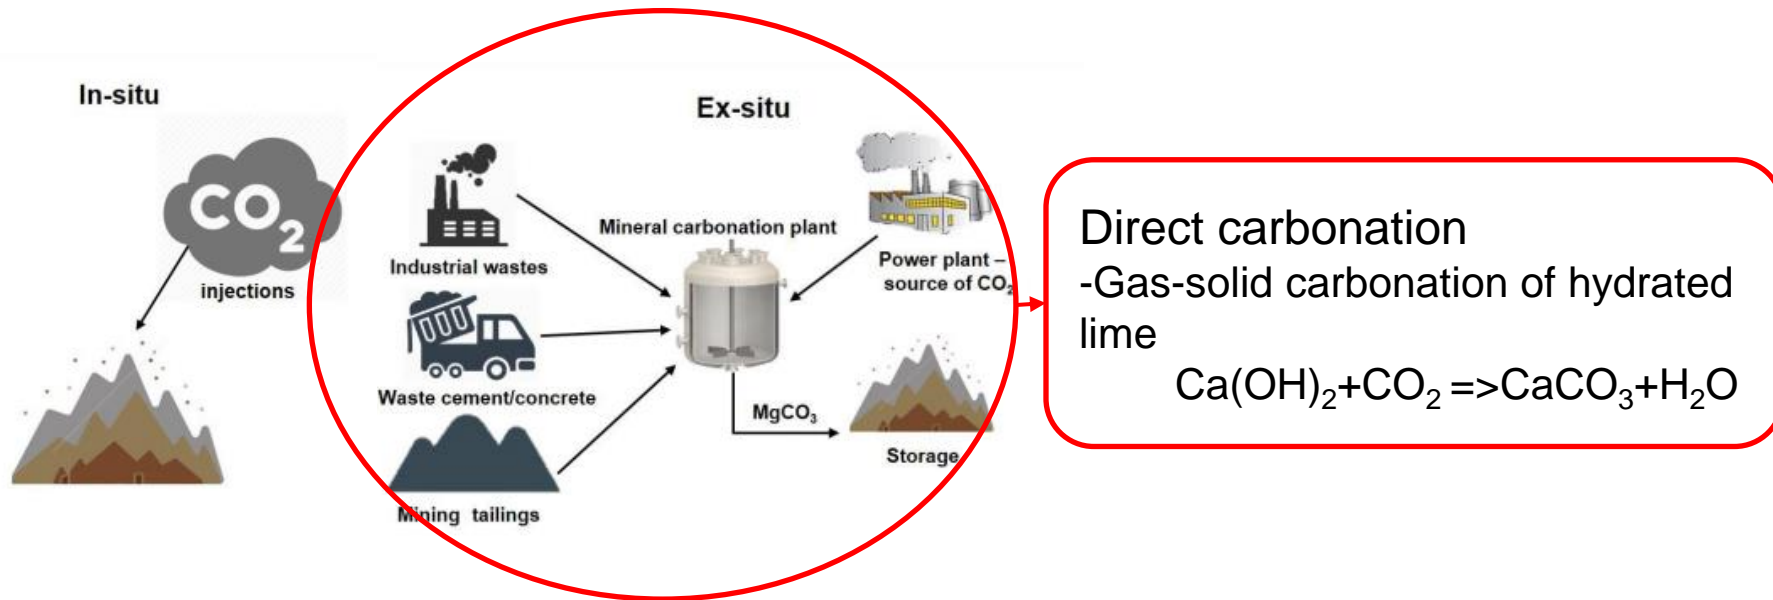 In-situ
CO₂
injections
Ex-situ
Industrial wastes
Waste cement/concrete
Mining tailings
Mineral carbonation plant
Power plant –
source of CO₂
MgCO₃
Storage
Direct carbonation
-Gas-solid carbonation of hydrated
lime
Ca(OH)₂+CO₂ =>CaCO₃+H₂O